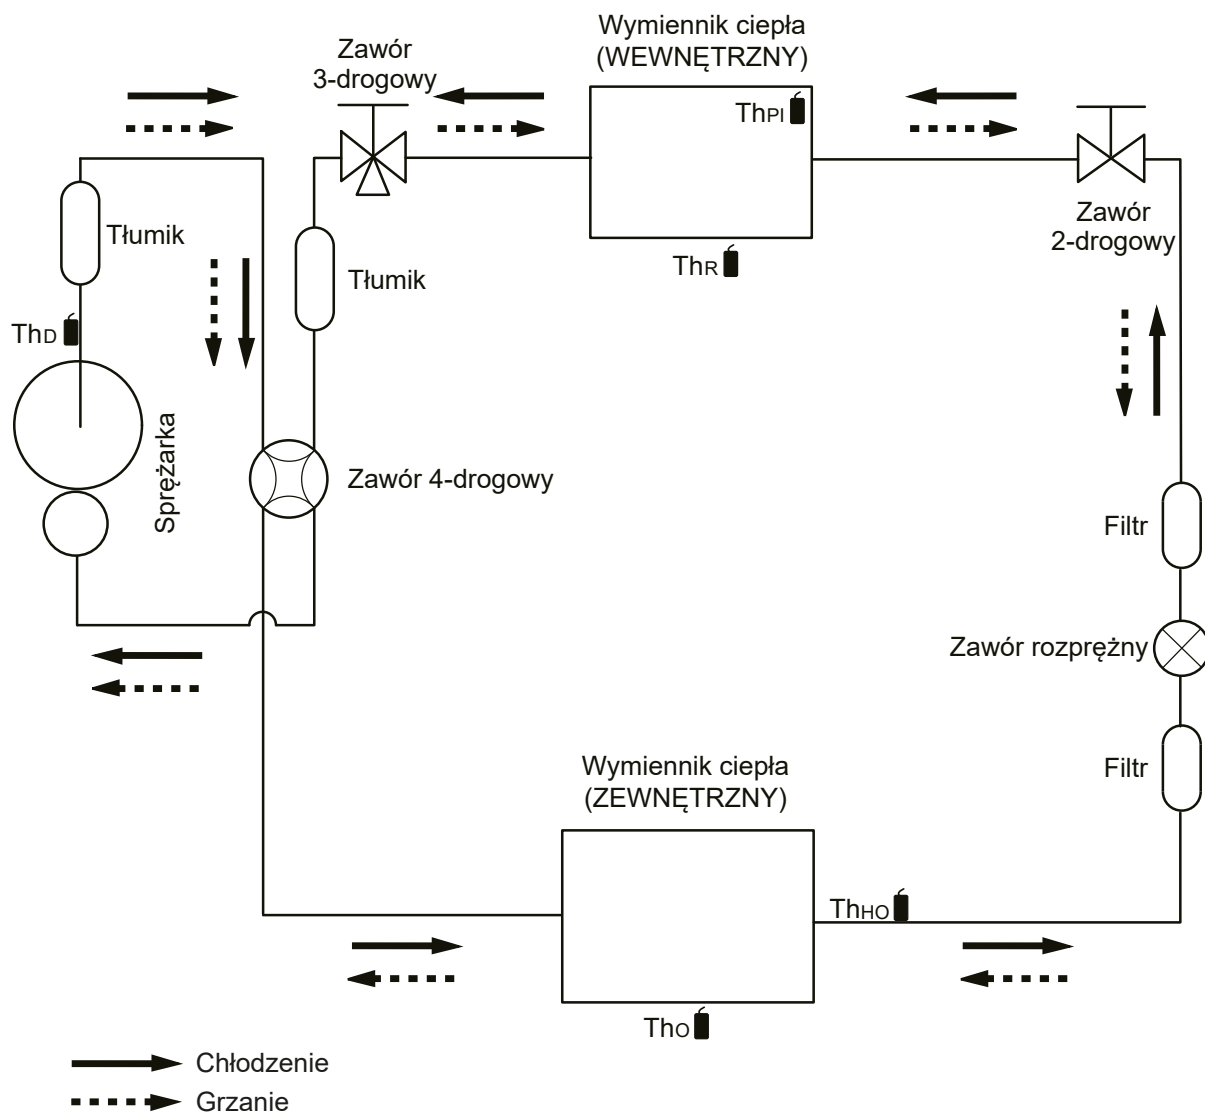 Wymiennik ciepła
(WEWNĘTRZNY)
Zawór
3-drogowy
ThPI
Tłumik
Zawór
2-drogowy
ThR
Tłumik
ThD
Sprężarka
Zawór 4-drogowy
Filtr
Zawór rozprężny
Wymiennik ciepła
(ZEWNĘTRZNY)
Filtr
ThHO
ThO
Chłodzenie
Grzanie